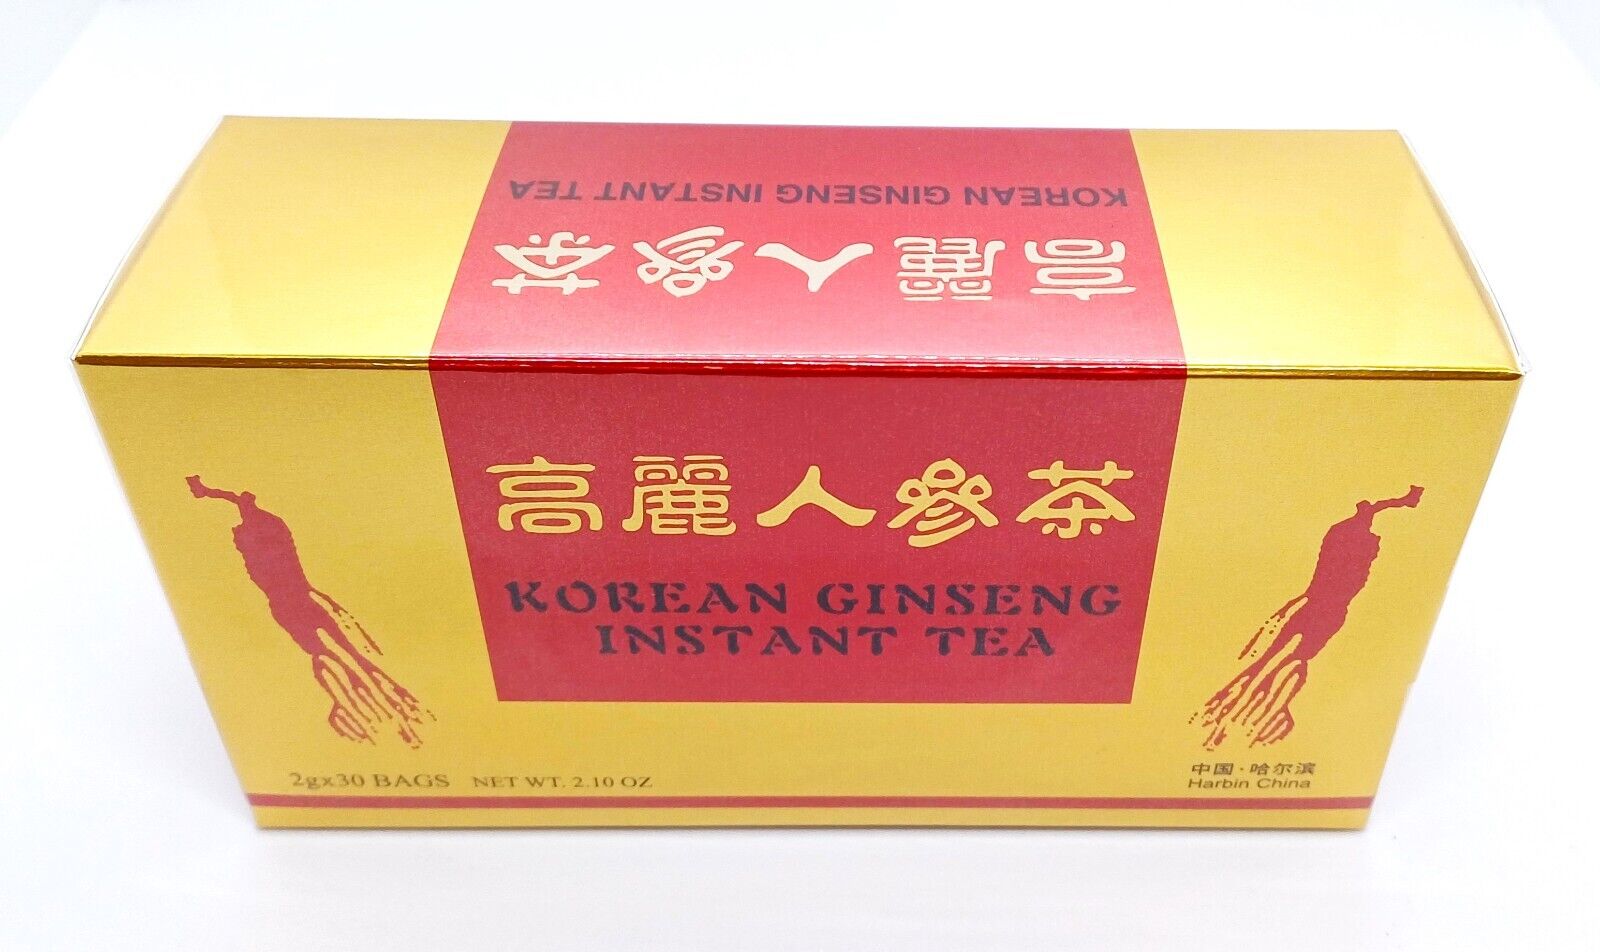 KOREAN GINSENG INSTANT TEA
高麗人參茶
高麗人參茶
KOREAN GINSENG
INSTANT TEA
2gx30 BAGS NET WT. 2.10 OZ
中国·哈尔滨
Harbin China